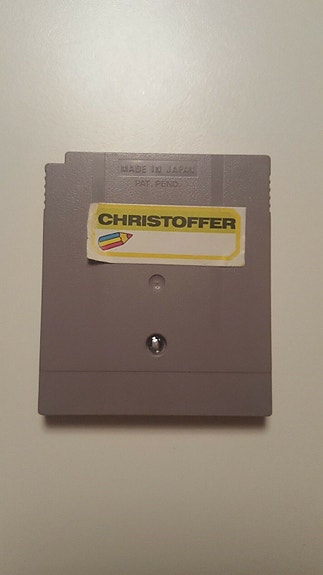 MADE IN JAPAN
PAT. PEND.
CHRISTOFFER